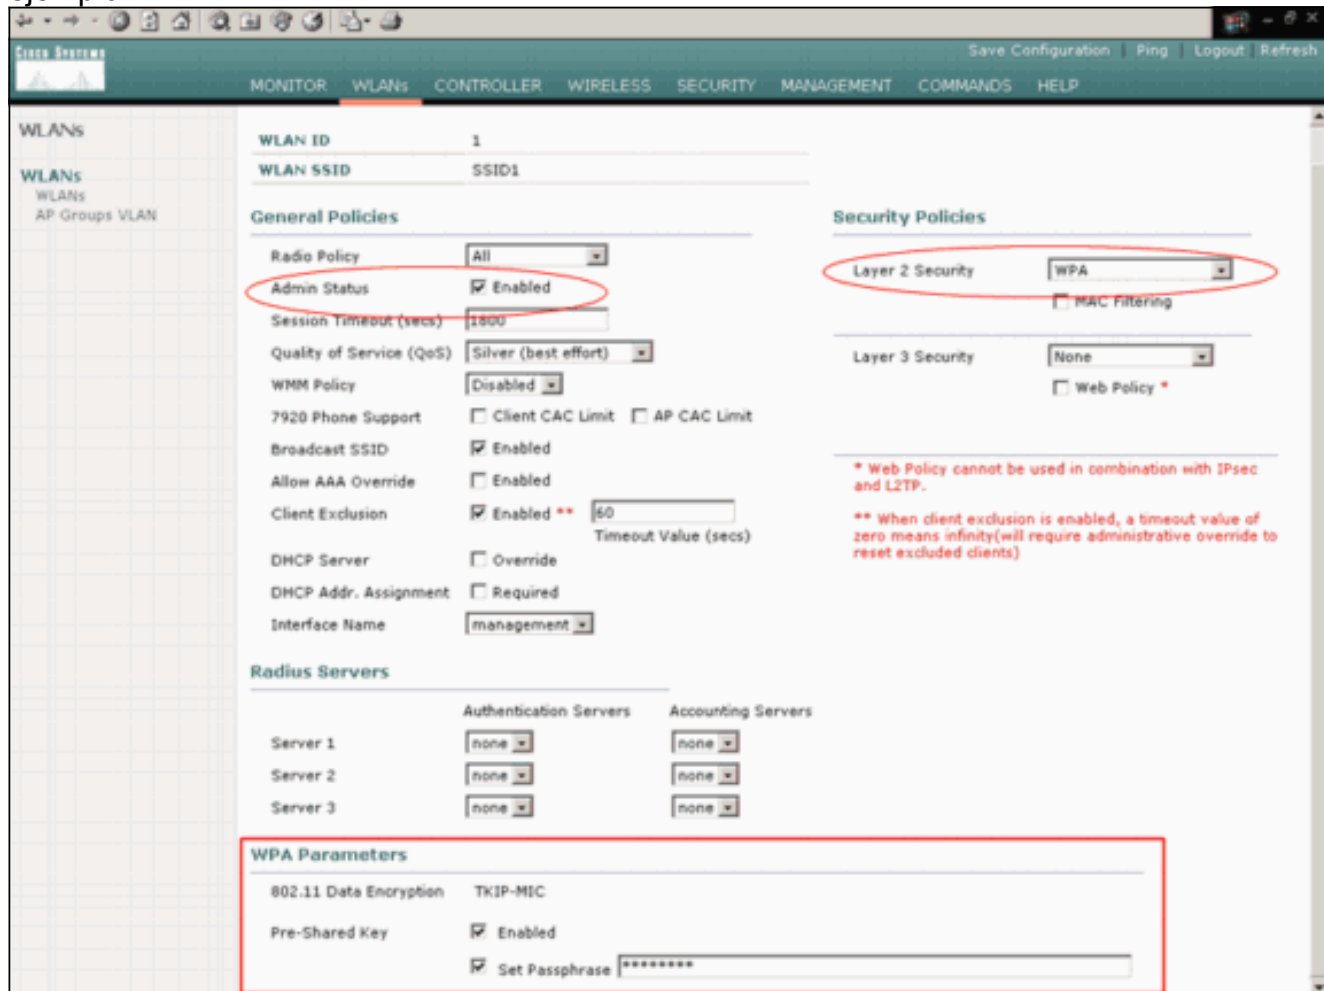 CISCO SYSTEMS
Save Configuration | Ping | Logout | Refresh
MONITOR WLANs CONTROLLER WIRELESS SECURITY MANAGEMENT COMMANDS HELP
WLANs
WLANs
WLANs
AP Groups VLAN
WLAN ID 1
WLAN SSID SSID1
General Policies
Radio Policy All
Admin Status Enabled
Session Timeout (secs) 1800
Quality of Service (QoS) Silver (best effort)
WMM Policy Disabled
7920 Phone Support Client CAC Limit AP CAC Limit
Broadcast SSID Enabled
Allow AAA Override Enabled
Client Exclusion Enabled ** 60
Timeout Value (secs)
DHCP Server Override
DHCP Addr. Assignment Required
Interface Name management
Security Policies
Layer 2 Security WPA
MAC Filtering
Layer 3 Security None
Web Policy *
* Web Policy cannot be used in combination with IPsec
and L2TP.
** When client exclusion is enabled, a timeout value of
zero means infinity(will require administrative override to
reset excluded clients)
Radius Servers
Authentication Servers Accounting Servers
Server 1 none none
Server 2 none none
Server 3 none none
WPA Parameters
802.11 Data Encryption TKIP-MIC
Pre-Shared Key Enabled
Set Passphrase ********